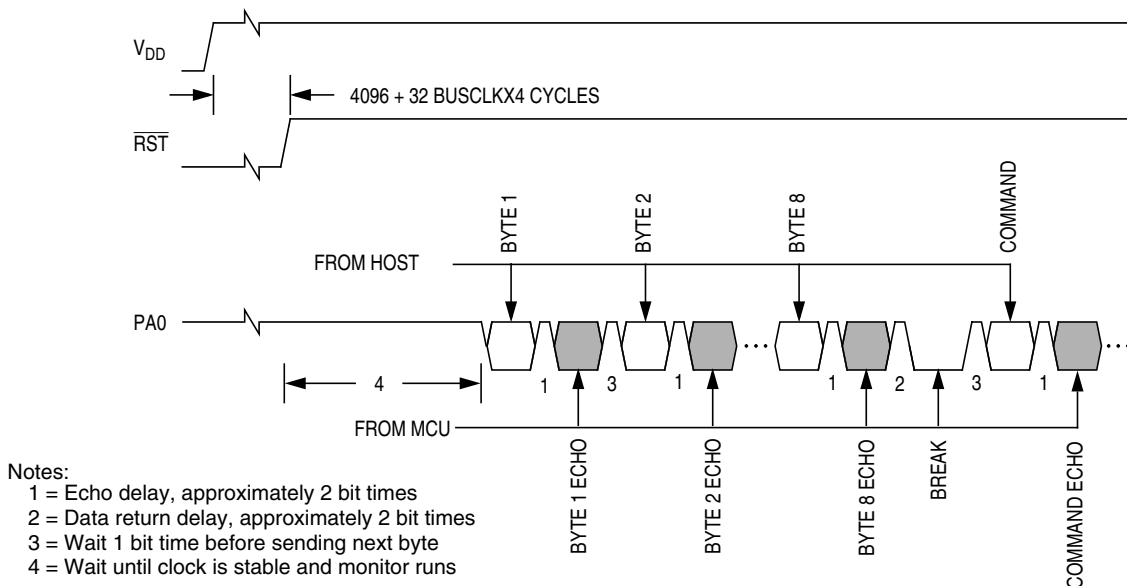 VDD
4096 + 32 BUSCLKX4 CYCLES
RST
BYTE 1
BYTE 2
BYTE 8
COMMAND
FROM HOST
PA0
4
1
3
1
1
2
3
1
FROM MCU
BYTE 1 ECHO
BYTE 2 ECHO
BYTE 8 ECHO
BREAK
COMMAND ECHO
Notes:
1 = Echo delay, approximately 2 bit times
2 = Data return delay, approximately 2 bit times
3 = Wait 1 bit time before sending next byte
4 = Wait until clock is stable and monitor runs